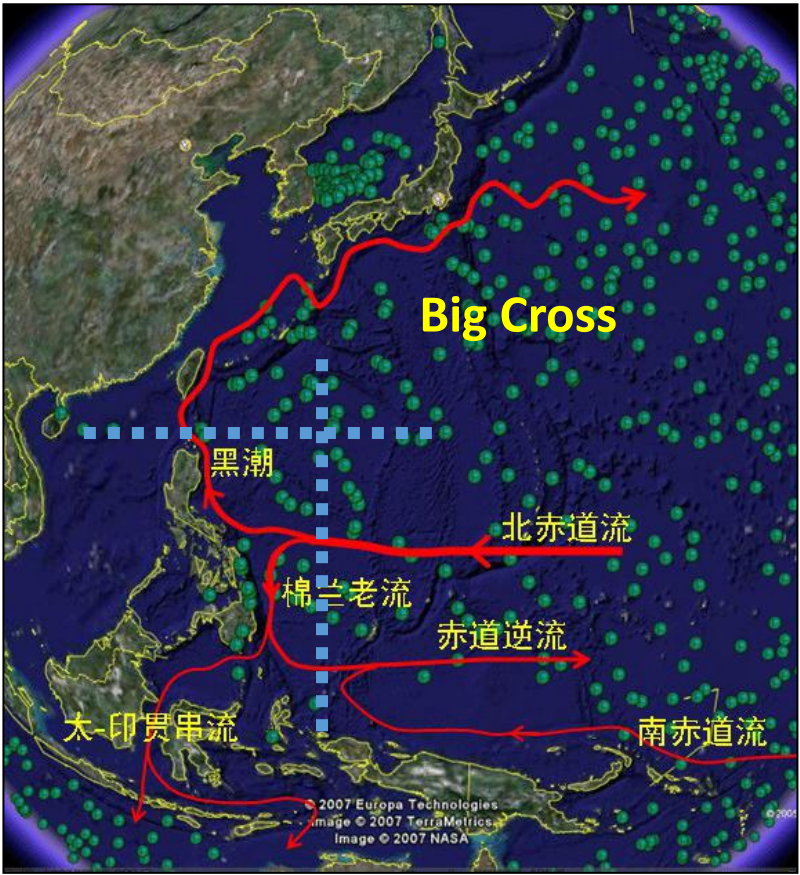 Big Cross
黑潮
北赤道流
棉兰老流
赤道逆流
太-印贯串流
南赤道流
© 2007 Europa Technologies
Image © 2007 TerraMetrics
Image © 2007 NASA